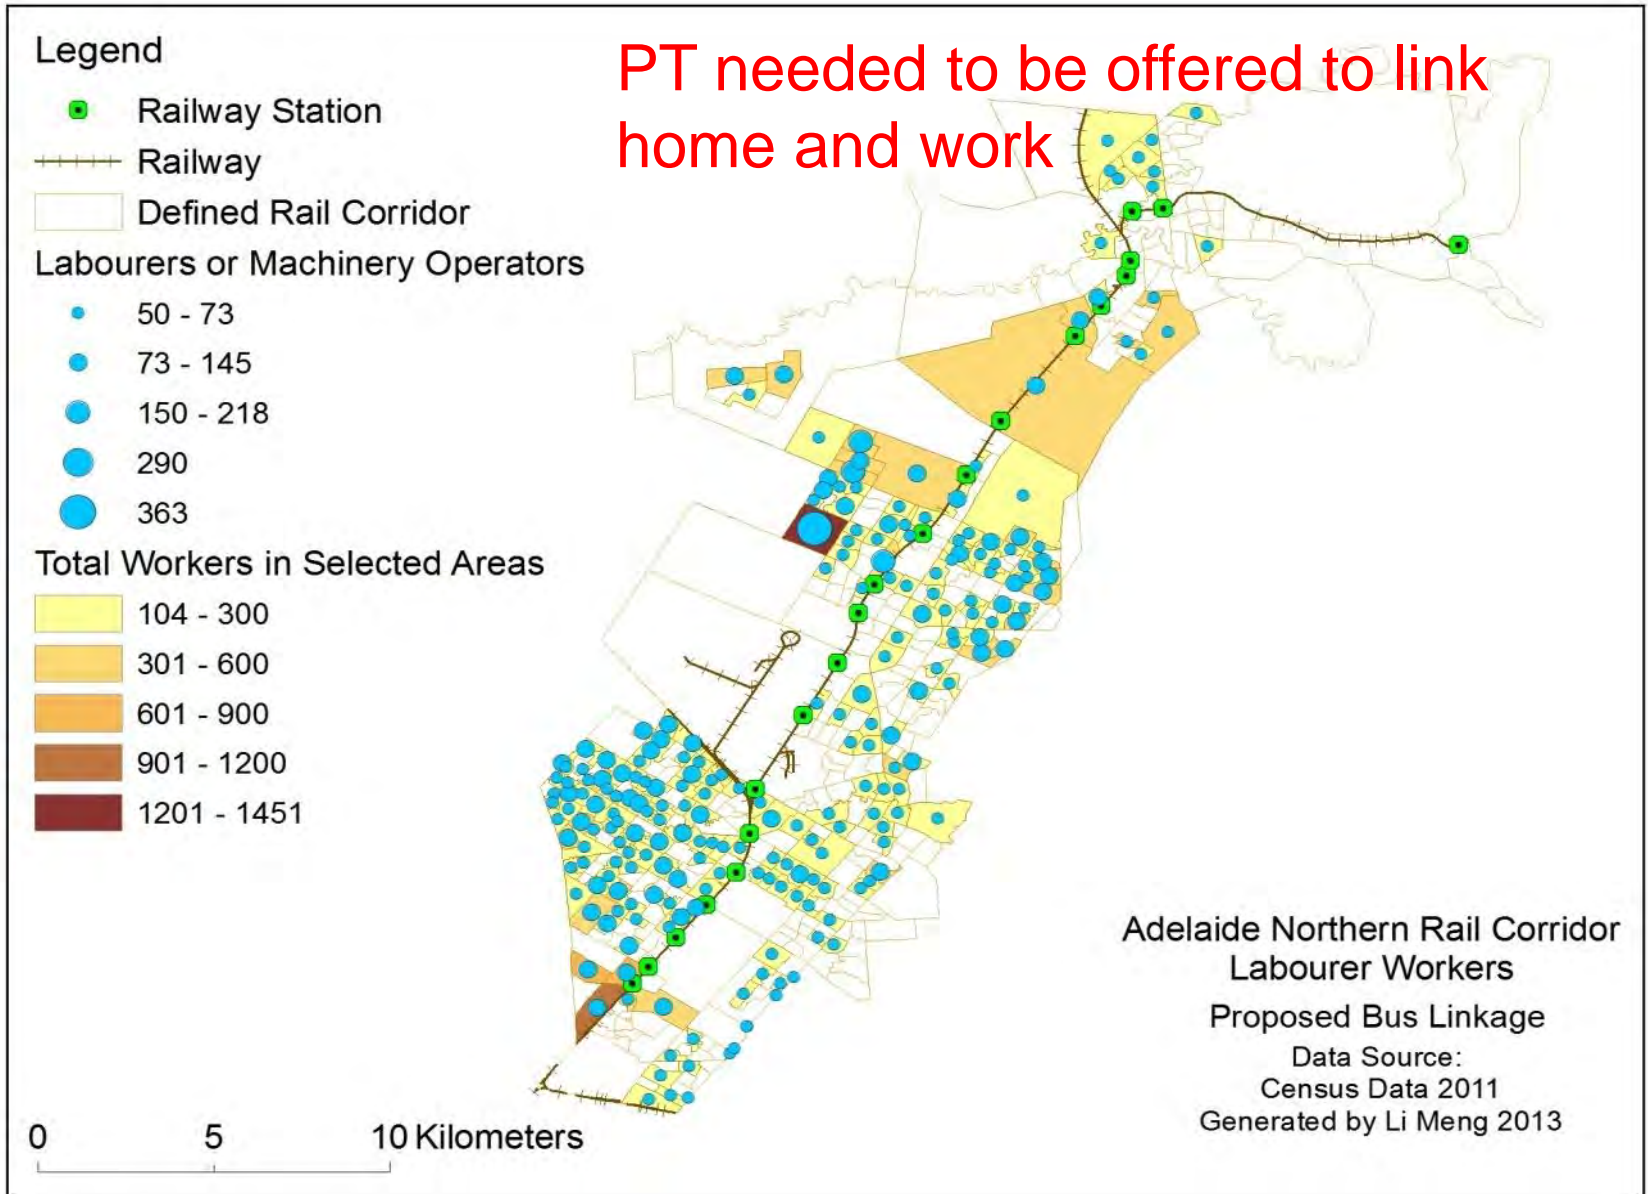 PT needed to be offered to link
home and work
Legend
Railway Station
Railway
Defined Rail Corridor
Labourers or Machinery Operators
50 - 73
73 - 145
150 - 218
290
363
Total Workers in Selected Areas
104 - 300
301 - 600
601 - 900
901 - 1200
1201 - 1451
Adelaide Northern Rail Corridor
Labourer Workers
Proposed Bus Linkage
Data Source:
Census Data 2011
Generated by Li Meng 2013
0 5 10 Kilometers